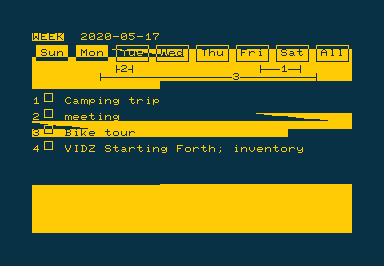 WEEK 2020-05-17
Sun Mon Tue Wed Thu Fri Sat All
2 1
3
1 Camping trip
2 meeting
3 Bike tour
4 VIDZ Starting Forth; inventory